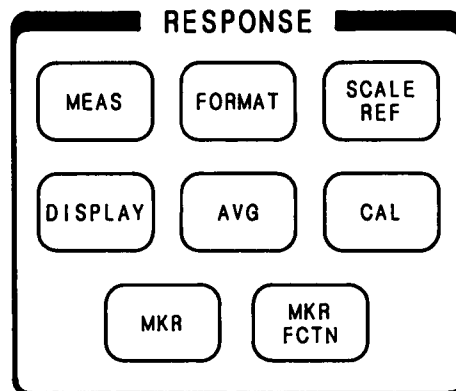 RESPONSE
MEAS
FORMAT
SCALE
REF
DISPLAY
AVG
CAL
MKR
MKR
FCTN